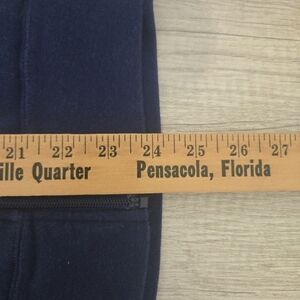 21 22 23 24 25 26 27
ille Quarter Pensacola, Florida